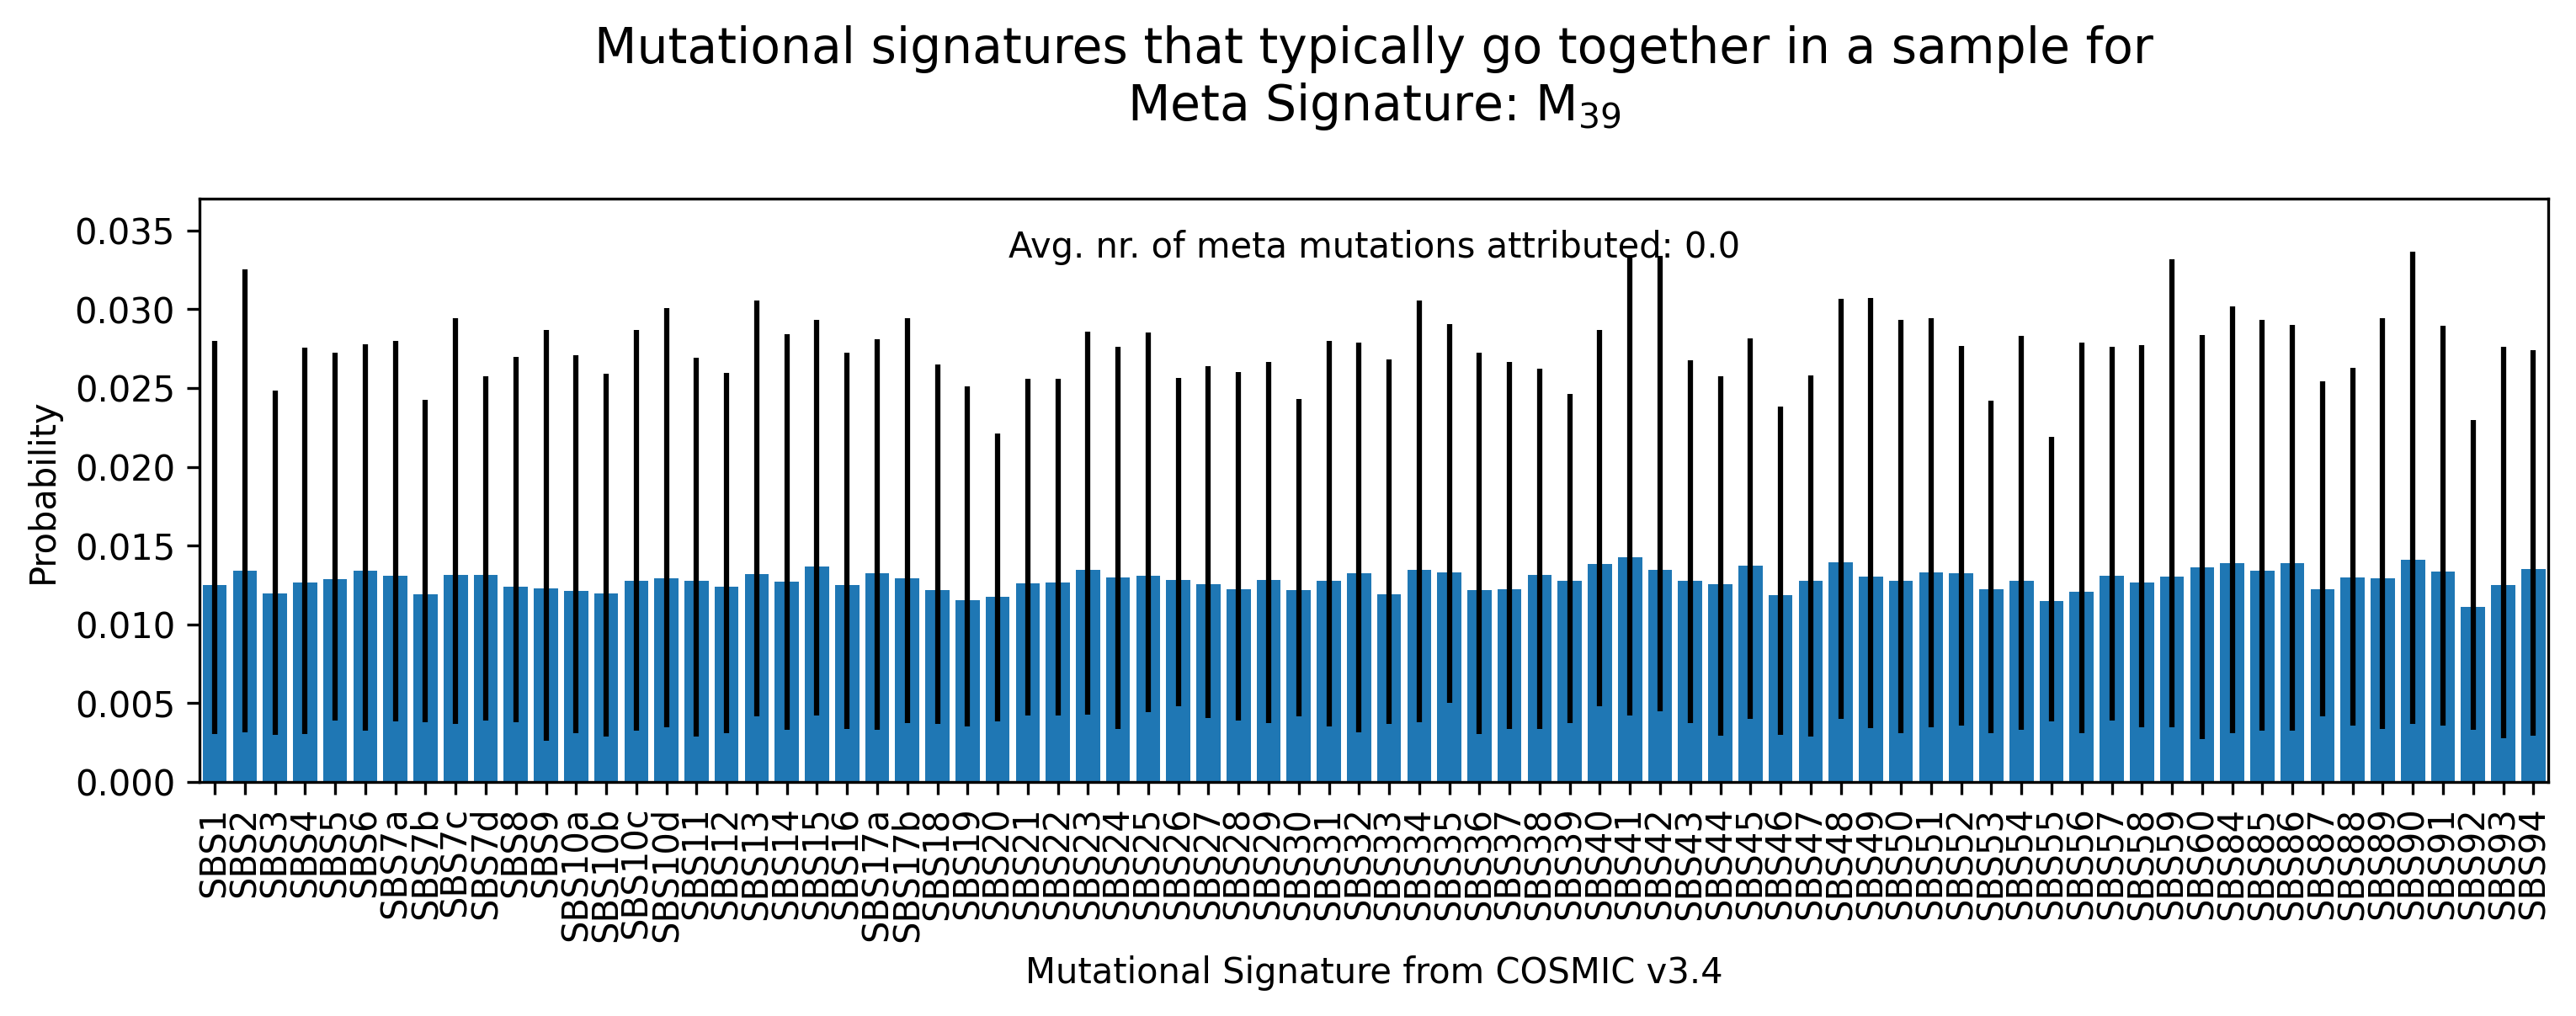 Mutational signatures that typically go together in a sample for
Meta Signature: M₃₉
Avg. nr. of meta mutations attributed: 0.0
Probability
0.035
0.030
0.025
0.020
0.015
0.010
0.005
0.000
SBS1
SBS2
SBS3
SBS4
SBS5
SBS6
SBS7a
SBS7b
SBS7c
SBS7d
SBS8
SBS9
SBS10a
SBS10b
SBS10c
SBS10d
SBS11
SBS12
SBS13
SBS14
SBS15
SBS16
SBS17a
SBS17b
SBS18
SBS19
SBS20
SBS21
SBS22
SBS23
SBS24
SBS25
SBS26
SBS27
SBS28
SBS29
SBS30
SBS31
SBS32
SBS33
SBS34
SBS35
SBS36
SBS37
SBS38
SBS39
SBS40
SBS41
SBS42
SBS43
SBS44
SBS45
SBS46
SBS47
SBS48
SBS49
SBS50
SBS51
SBS52
SBS53
SBS54
SBS55
SBS56
SBS57
SBS58
SBS59
SBS60
SBS84
SBS85
SBS86
SBS87
SBS88
SBS89
SBS90
SBS91
SBS92
SBS93
SBS94
Mutational Signature from COSMIC v3.4